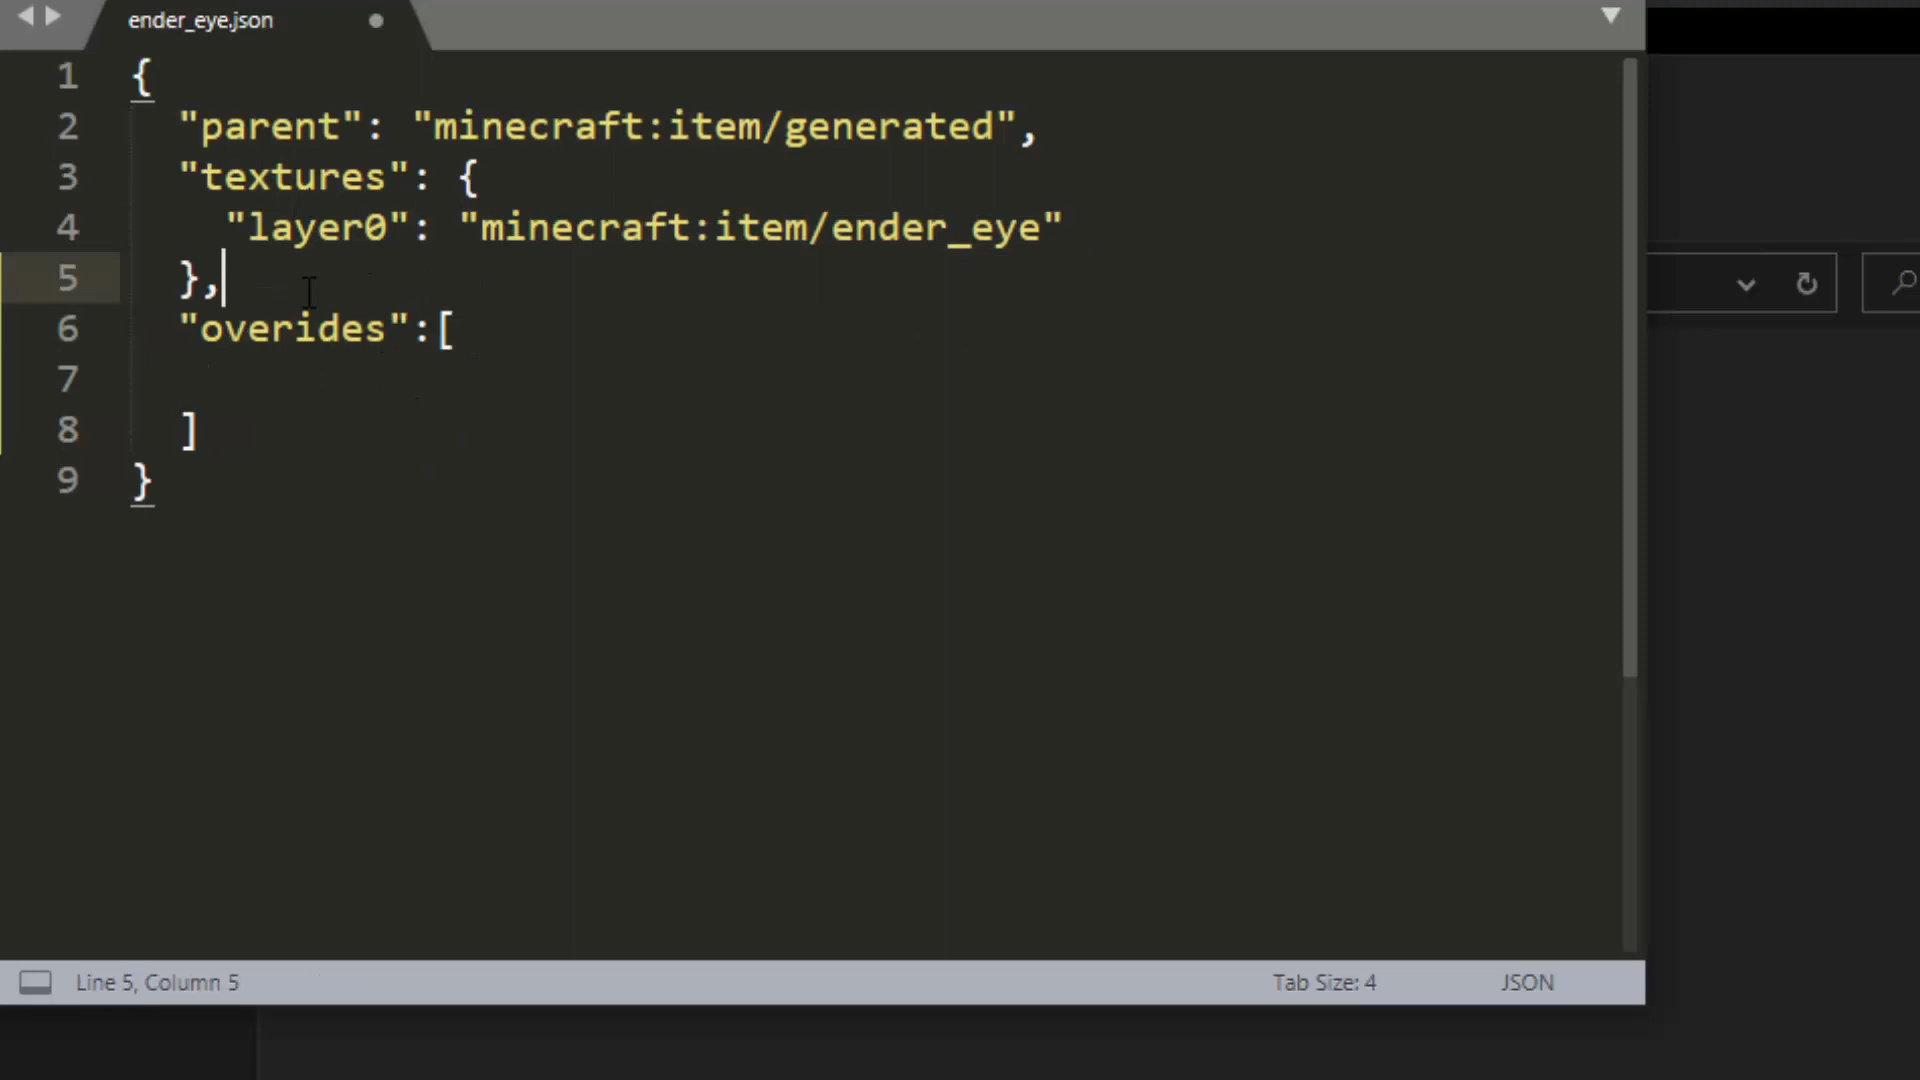 ender_eye.json
1 {
2 "parent": "minecraft:item/generated",
3 "textures": {
4 "layer0": "minecraft:item/ender_eye"
5 },
6 "overides":[
7
8 ]
9 }
Line 5, Column 5
Tab Size: 4
JSON